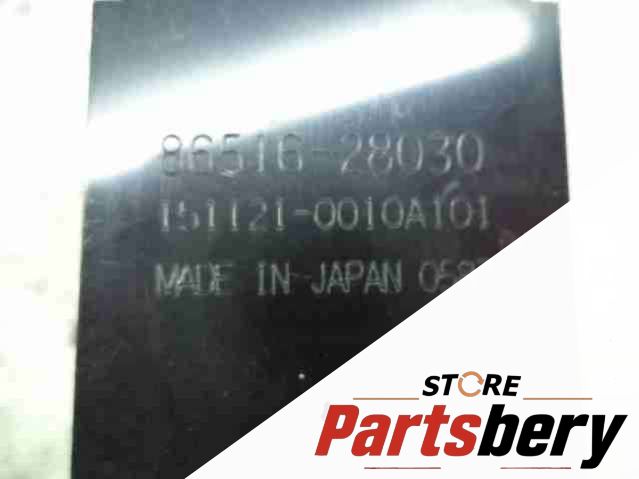 86516-28030
151121-0010A101
MADE IN JAPAN
STORE
Partsbery